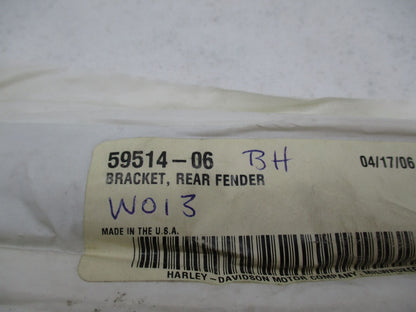 59514-06 BH 04/17/06
BRACKET, REAR FENDER
W013
MADE IN THE U.S.A.
HARLEY-DAVIDSON MOTOR COMPANY